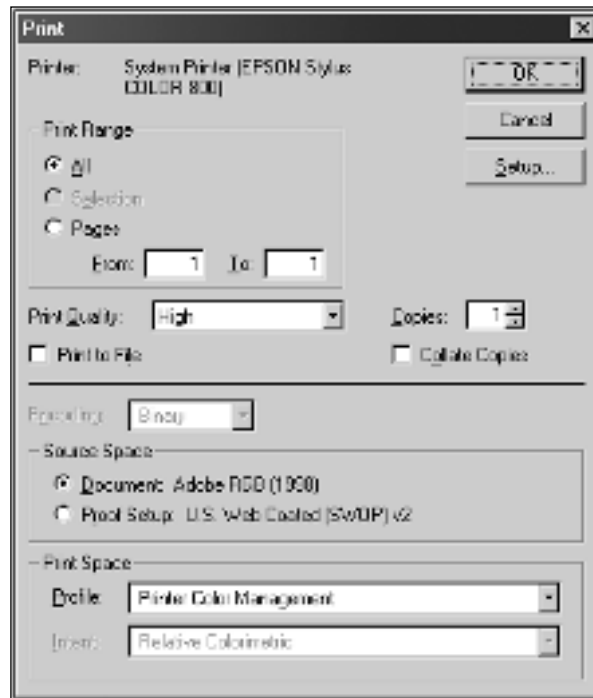 Print
Printer: System Printer (EPSON Stylus COLOR 800)
OK
Cancel
Setup...
Print Range
All
Selection
Pages
From: 1 To: 1
Print Quality: High
Copies: 1
Print to File
Collate Copies
Encoding: Binary
Source Space
Document: Adobe RGB (1998)
Proof Setup: U.S. Web Coated (SWOP) v2
Print Space
Profile: Printer Color Management
Intent: Relative Colorimetric